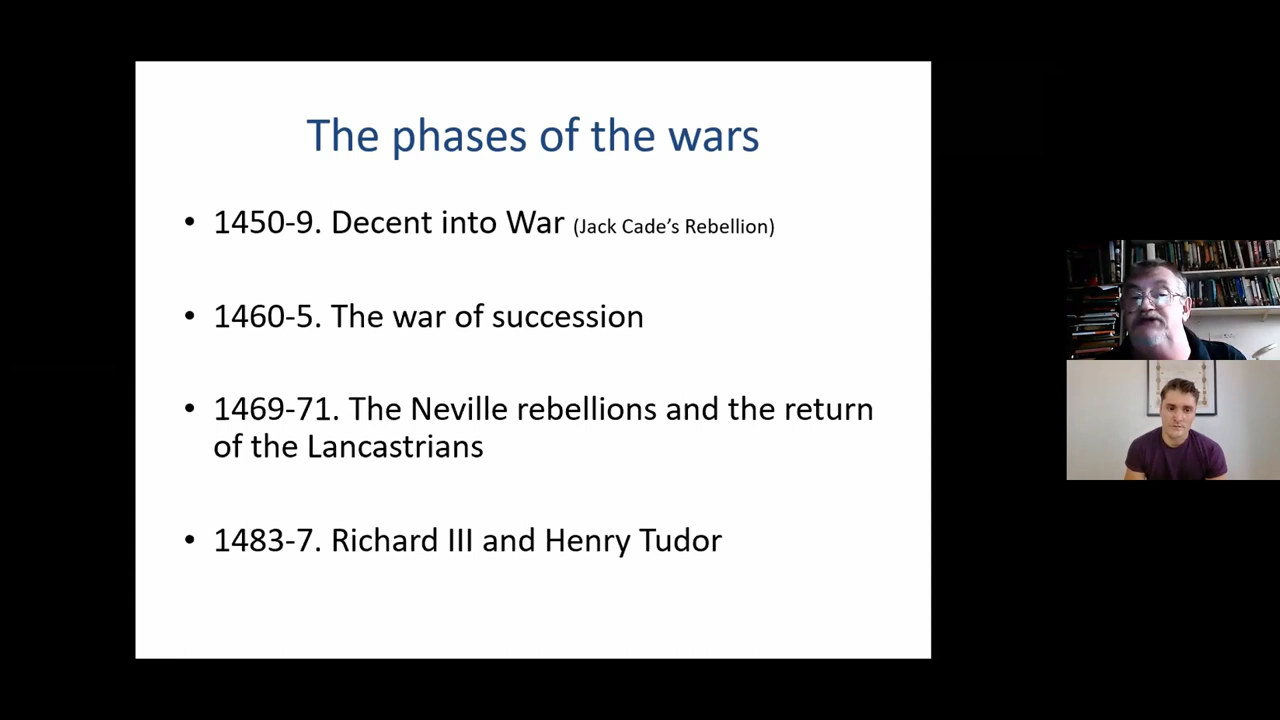 The phases of the wars
• 1450-9. Decent into War (Jack Cade's Rebellion)
• 1460-5. The war of succession
• 1469-71. The Neville rebellions and the return
of the Lancastrians
• 1483-7. Richard III and Henry Tudor